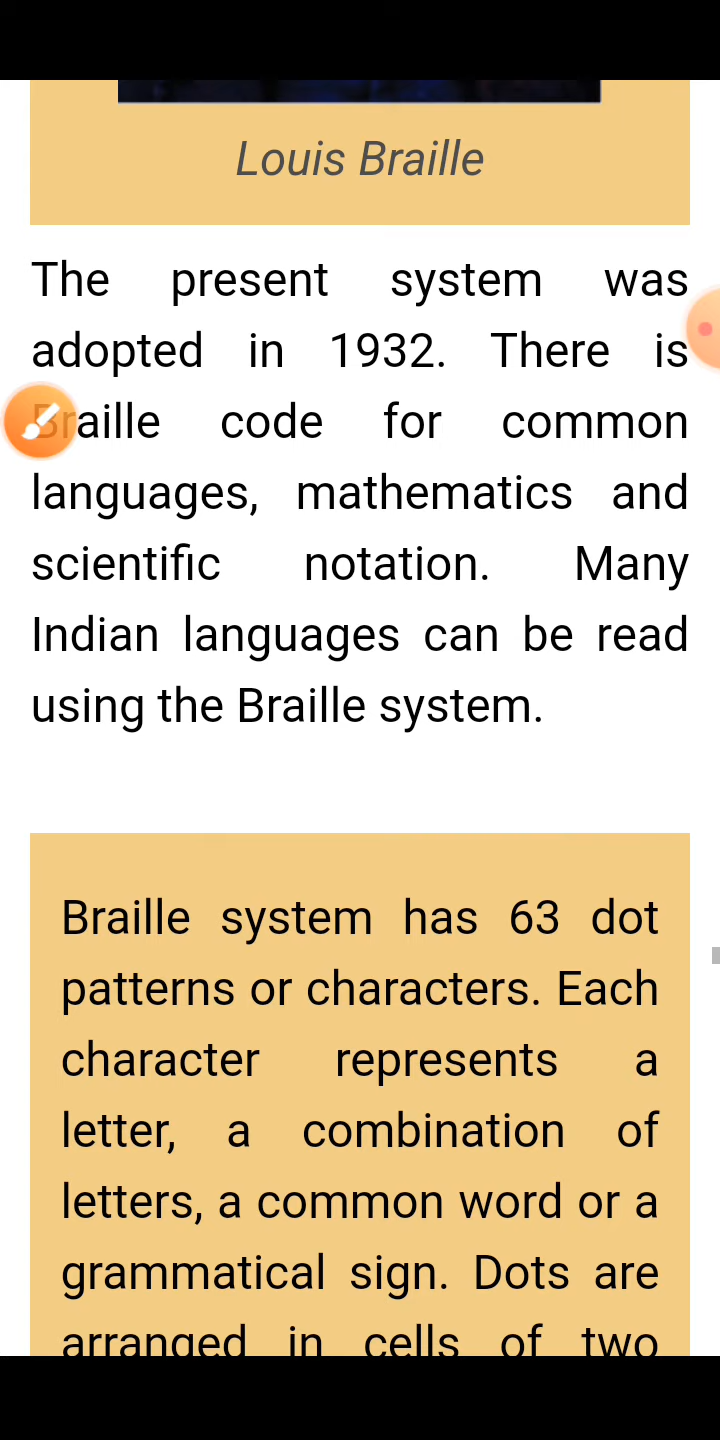 Louis Braille
The present system was
adopted in 1932. There is
Braille code for common
languages, mathematics and
scientific notation. Many
Indian languages can be read
using the Braille system.
Braille system has 63 dot
patterns or characters. Each
character represents a
letter, a combination of
letters, a common word or a
grammatical sign. Dots are
arranged in cells of two